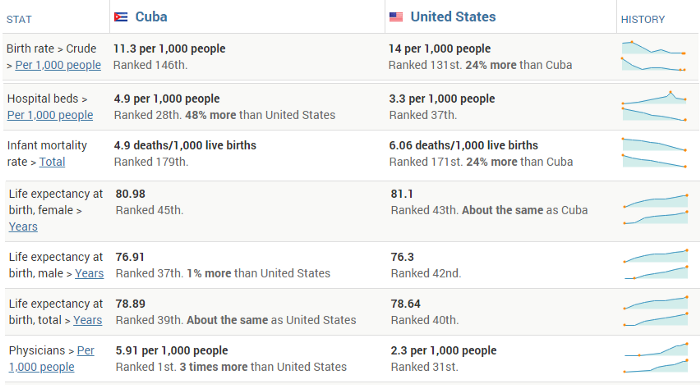 STAT Cuba United States HISTORY
Birth rate > Crude 11.3 per 1,000 people 14 per 1,000 people
> Per 1,000 people Ranked 146th. Ranked 131st. 24% more than Cuba
Hospital beds > 4.9 per 1,000 people 3.3 per 1,000 people
Per 1,000 people Ranked 28th. 48% more than United States Ranked 37th.
Infant mortality 4.9 deaths/1,000 live births 6.06 deaths/1,000 live births
rate > Total Ranked 179th. Ranked 171st. 24% more than Cuba
Life expectancy at 80.98 81.1
birth, female > Ranked 45th. Ranked 43th. About the same as Cuba
Years
Life expectancy at 76.91 76.3
birth, male > Years Ranked 37th. 1% more than United States Ranked 42nd.
Life expectancy at 78.89 78.64
birth, total > Years Ranked 39th. About the same as United States Ranked 40th.
Physicians > Per 5.91 per 1,000 people 2.3 per 1,000 people
1,000 people Ranked 1st. 3 times more than United States Ranked 31st.